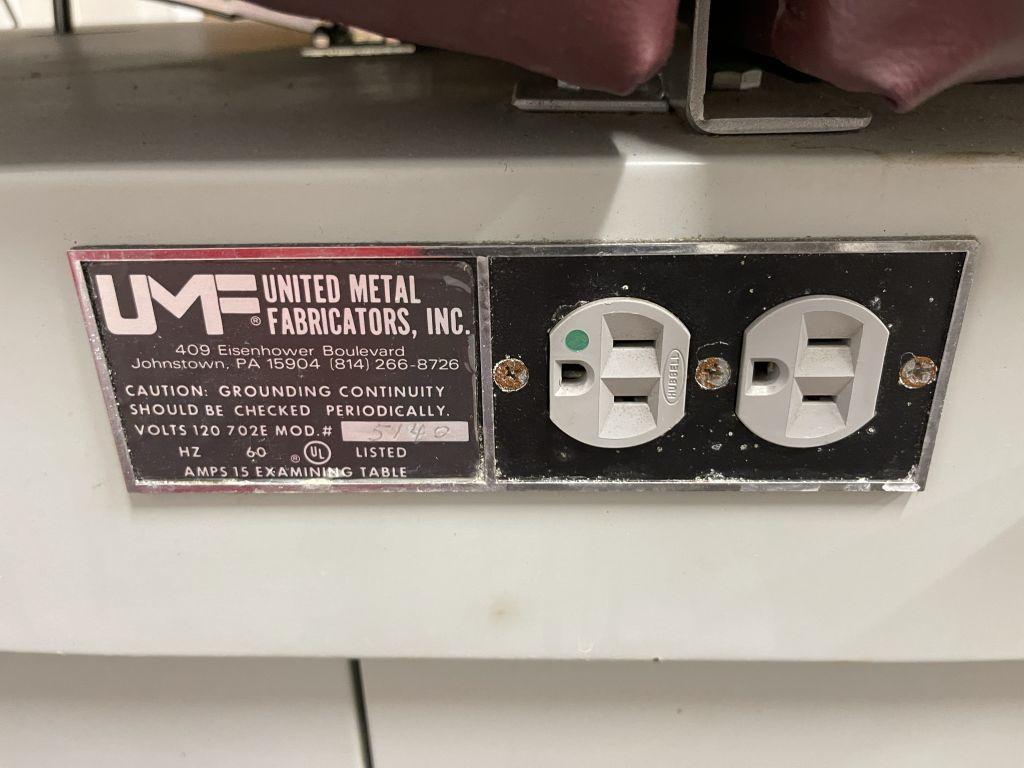 UMF® UNITED METAL
FABRICATORS, INC.
409 Eisenhower Boulevard
Johnstown, PA 15904 (814) 266-8726
CAUTION: GROUNDING CONTINUITY
SHOULD BE CHECKED PERIODICALLY.
VOLTS 120 702E MOD.# 5140
HZ 60 ® UL LISTED
AMPS 15 EXAMINING TABLE
HUBBELL